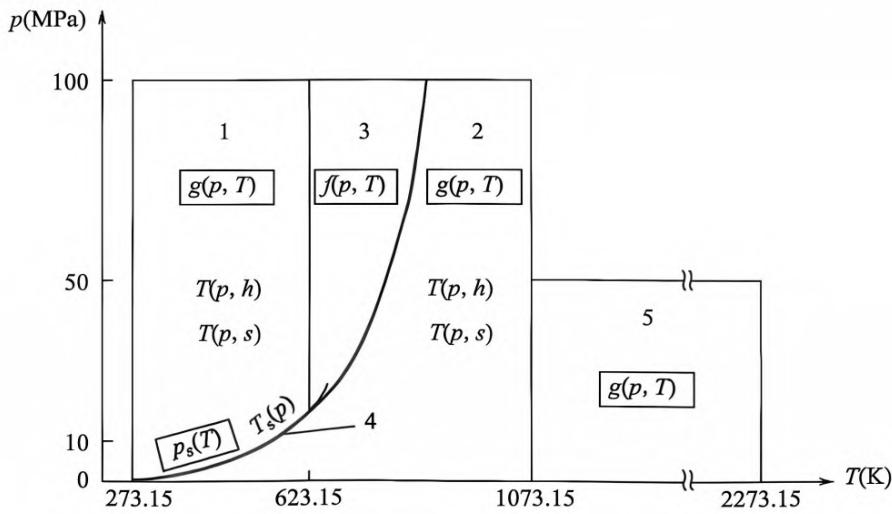 p(MPa)
100
1 3 2
g(p, T) f(p, T) g(p, T)
50
T(p, h) T(p, h)
T(p, s) T(p, s)
5
g(p, T)
p_s(T) T_s(p) 4
10
0
273.15 623.15 1073.15 2273.15 T(K)